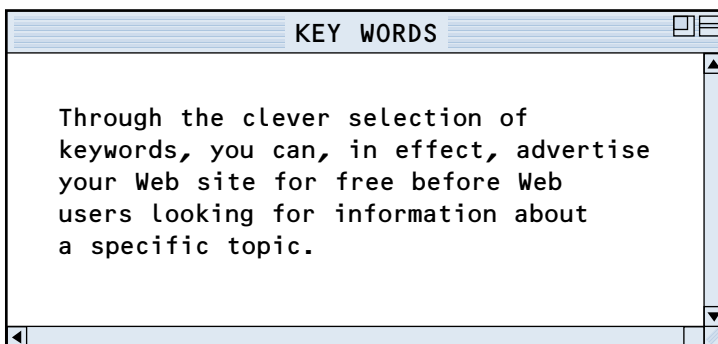 KEY WORDS
Through the clever selection of
keywords, you can, in effect, advertise
your Web site for free before Web
users looking for information about
a specific topic.